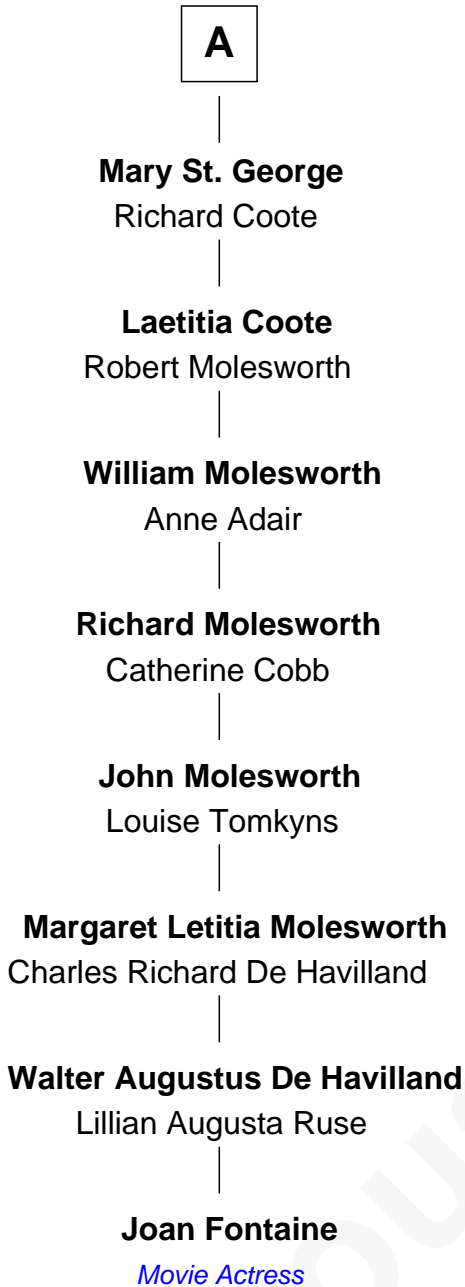 A
Mary St. George
Richard Coote
Laetitia Coote
Robert Molesworth
William Molesworth
Anne Adair
Richard Molesworth
Catherine Cobb
John Molesworth
Louise Tomkyns
Margaret Letitia Molesworth
Charles Richard De Havilland
Walter Augustus De Havilland
Lillian Augusta Ruse
Joan Fontaine
Movie Actress